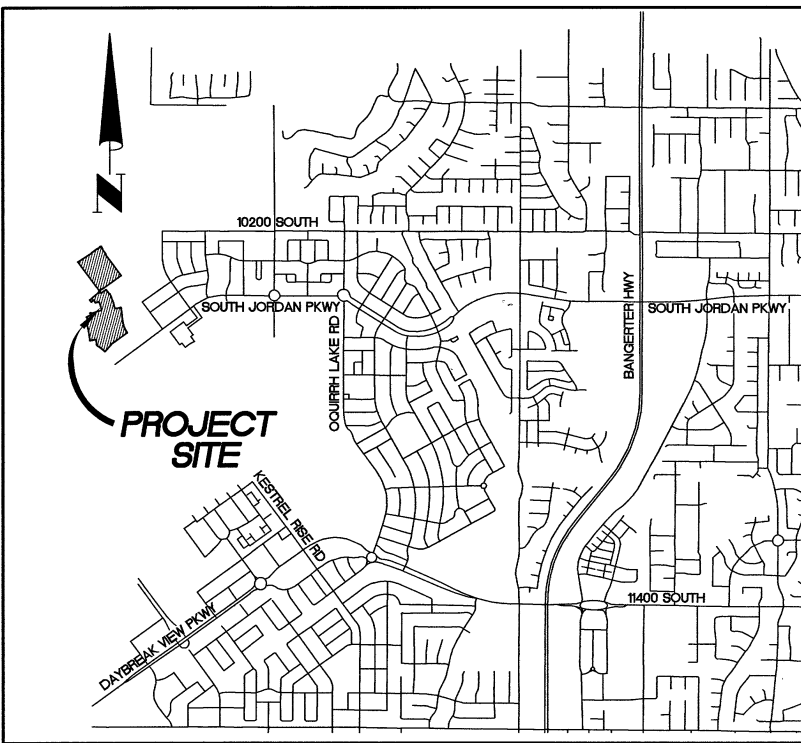 N
10200 SOUTH
SOUTH JORDAN PKWY
SOUTH JORDAN PKWY
BANGERTER HWY
OQUIRRH LAKE RD
PROJECT
SITE
KESTREL RISE RD
11400 SOUTH
DAYBREAK VIEW PKWY